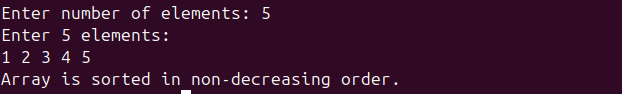 Enter number of elements: 5
Enter 5 elements:
1 2 3 4 5
Array is sorted in non-decreasing order.